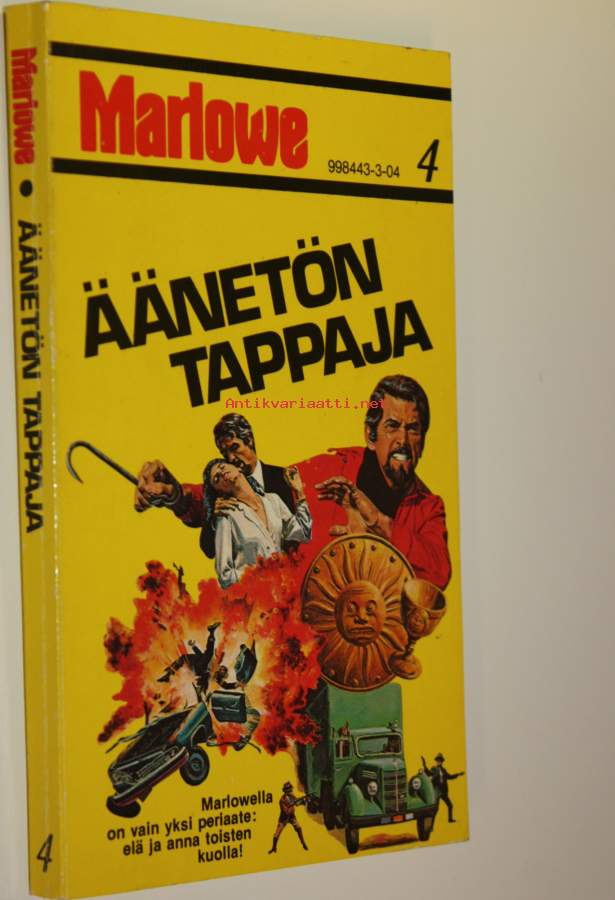 Marlowe • ÄÄNETÖN TAPPAJA
4
Marlowe
998443-3-04 4
ÄÄNETÖN
TAPPAJA
Antikvariaatti.net
Marlowella
on vain yksi periaate:
elä ja anna toisten
kuolla!